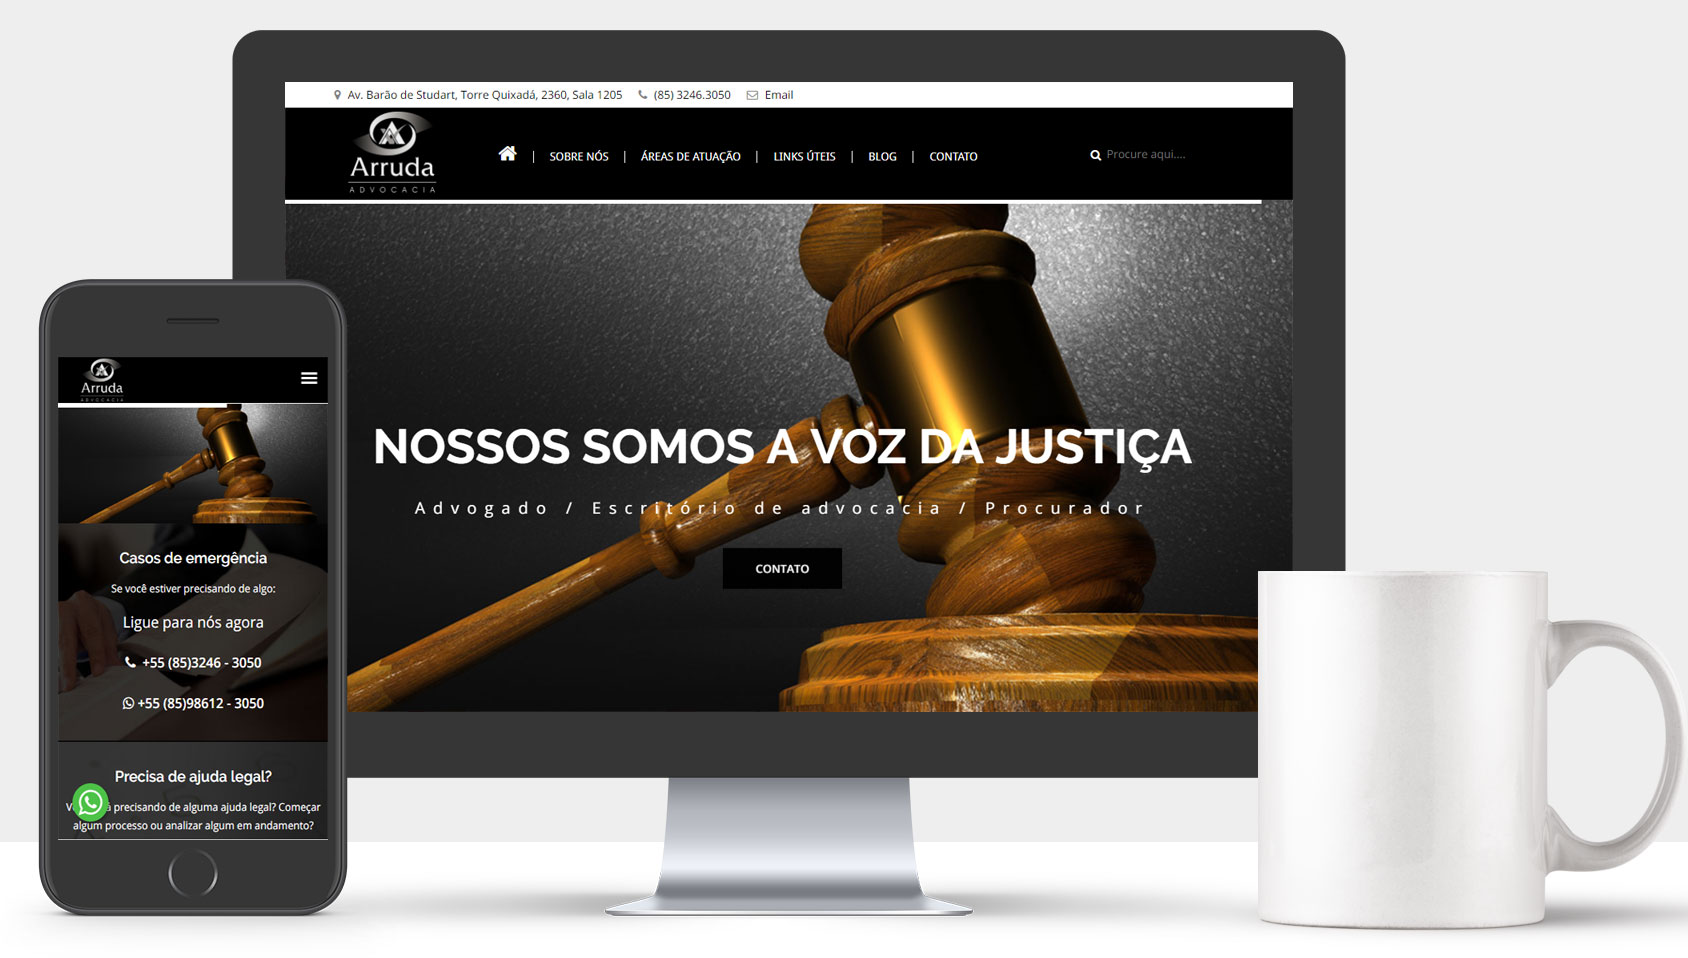 Av. Barão de Studart, Torre Quixadá, 2360, Sala 1205 (85) 3246.3050 Email
Arruda
ADVOCACIA
SOBRE NÓS | ÁREAS DE ATUAÇÃO | LINKS ÚTEIS | BLOG | CONTATO
Procure aqui....
NOSSOS SOMOS A VOZ DA JUSTIÇA
Advogado / Escritório de advocacia / Procurador
CONTATO
Arruda
ADVOCACIA
Casos de emergência
Se você estiver precisando de algo:
Ligue para nós agora
+55 (85)3246 - 3050
+55 (85)98612 - 3050
Precisa de ajuda legal?
precisando de alguma ajuda legal? Começar
algum processo ou analizar algum em andamento?